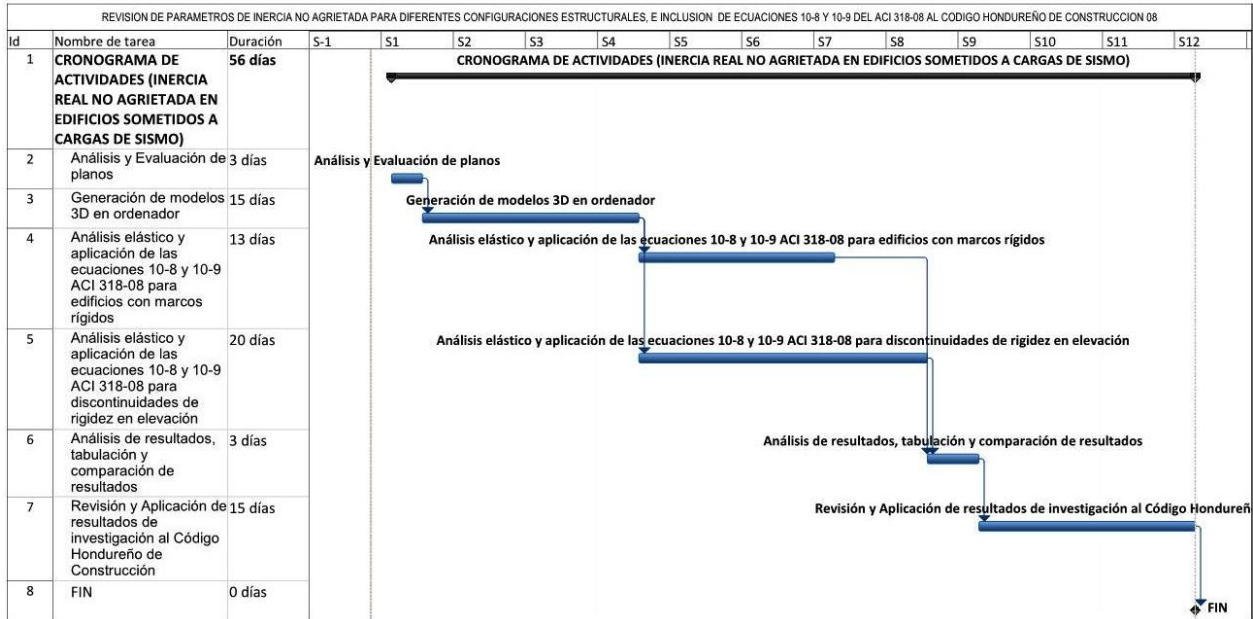 REVISION DE PARAMETROS DE INERCIA NO AGRIETADA PARA DIFERENTES CONFIGURACIONES ESTRUCTURALES, E INCLUSION DE ECUACIONES 10-8 Y 10-9 DEL ACI 318-08 AL CODIGO HONDUREÑO DE CONSTRUCCION 08
Id Nombre de tarea Duración S-1 S1 S2 S3 S4 S5 S6 S7 S8 S9 S10 S11 S12
1 CRONOGRAMA DE 56 días
ACTIVIDADES (INERCIA
REAL NO AGRIETADA EN
EDIFICIOS SOMETIDOS A
CARGAS DE SISMO)
CRONOGRAMA DE ACTIVIDADES (INERCIA REAL NO AGRIETADA EN EDIFICIOS SOMETIDOS A CARGAS DE SISMO)
2 Análisis y Evaluación de 3 días
planos
Análisis y Evaluación de planos
3 Generación de modelos 15 días
3D en ordenador
Generación de modelos 3D en ordenador
4 Análisis elástico y 13 días
aplicación de las
ecuaciones 10-8 y 10-9
ACI 318-08 para
edificios con marcos
rígidos
Análisis elástico y aplicación de las ecuaciones 10-8 y 10-9 ACI 318-08 para edificios con marcos rígidos
5 Análisis elástico y 20 días
aplicación de las
ecuaciones 10-8 y 10-9
ACI 318-08 para
discontinuidades de
rigidez en elevación
Análisis elástico y aplicación de las ecuaciones 10-8 y 10-9 ACI 318-08 para discontinuidades de rigidez en elevación
6 Análisis de resultados, 3 días
tabulación y
comparación de
resultados
Análisis de resultados, tabulación y comparación de resultados
7 Revisión y Aplicación de 15 días
resultados de
investigación al Código
Hondureño de
Construcción
Revisión y Aplicación de resultados de investigación al Código Hondureñ
8 FIN 0 días
FIN